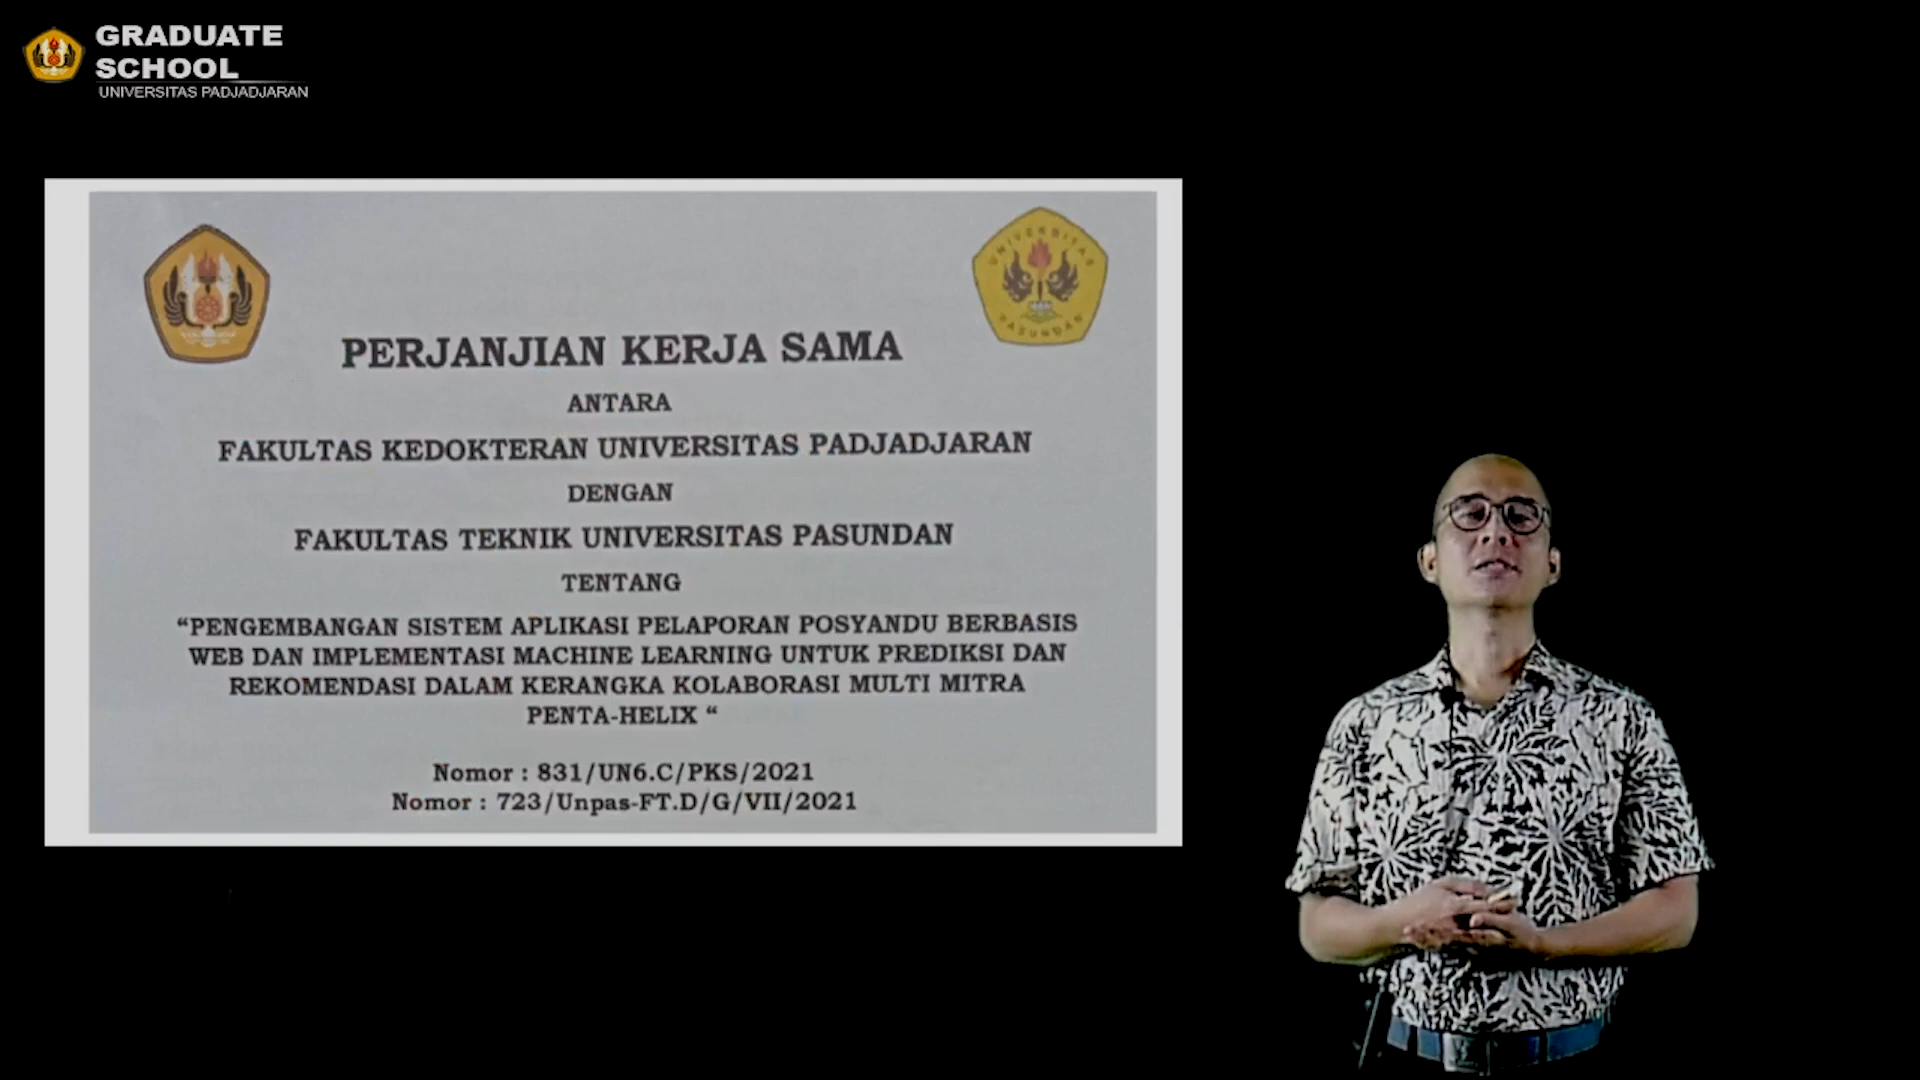 GRADUATE
SCHOOL
UNIVERSITAS PADJADJARAN
UNIVERSITAS
PASUNDAN
PERJANJIAN KERJA SAMA
ANTARA
FAKULTAS KEDOKTERAN UNIVERSITAS PADJADJARAN
DENGAN
FAKULTAS TEKNIK UNIVERSITAS PASUNDAN
TENTANG
“PENGEMBANGAN SISTEM APLIKASI PELAPORAN POSYANDU BERBASIS
WEB DAN IMPLEMENTASI MACHINE LEARNING UNTUK PREDIKSI DAN
REKOMENDASI DALAM KERANGKA KOLABORASI MULTI MITRA
PENTA-HELIX “
Nomor : 831/UN6.C/PKS/2021
Nomor : 723/Unpas-FT.D/G/VII/2021